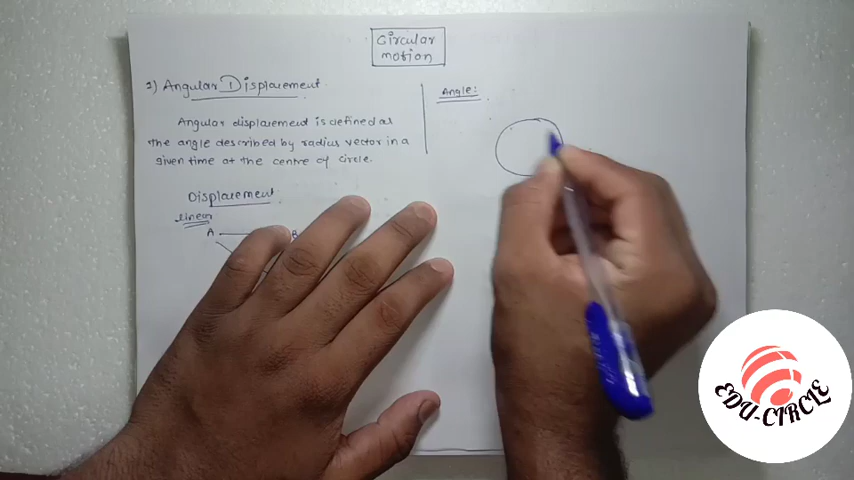 Circular
motion
1) Angular Displacement
Angular displacement is defined as
the angle described by radius vector in a
given time at the centre of circle.
Displacement
linear
A
B
Angle:
EDU-CIRCLE